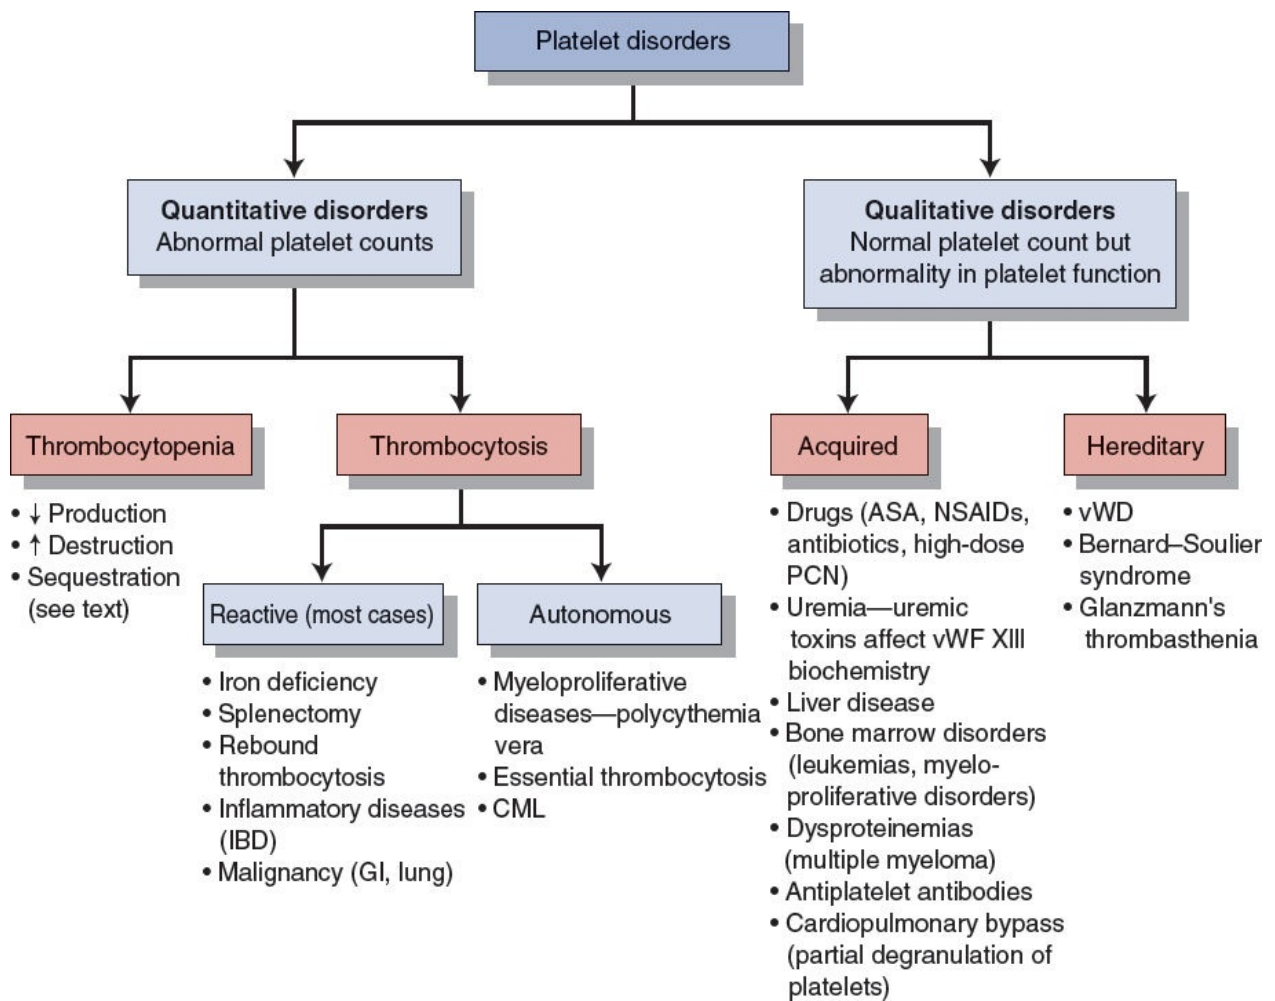 Platelet disorders
Quantitative disorders
Abnormal platelet counts
Qualitative disorders
Normal platelet count but
abnormality in platelet function
Thrombocytopenia
• ↓ Production
• ↑ Destruction
• Sequestration
(see text)
Thrombocytosis
Reactive (most cases)
• Iron deficiency
• Splenectomy
• Rebound
thrombocytosis
• Inflammatory diseases
(IBD)
• Malignancy (GI, lung)
Autonomous
• Myeloproliferative
diseases—polycythemia
vera
• Essential thrombocytosis
• CML
Acquired
• Drugs (ASA, NSAIDs,
antibiotics, high-dose
PCN)
• Uremia—uremic
toxins affect vWF XIII
biochemistry
• Liver disease
• Bone marrow disorders
(leukemias, myelo-
proliferative disorders)
• Dysproteinemias
(multiple myeloma)
• Antiplatelet antibodies
• Cardiopulmonary bypass
(partial degranulation of
platelets)
Hereditary
• vWD
• Bernard–Soulier
syndrome
• Glanzmann's
thrombasthenia